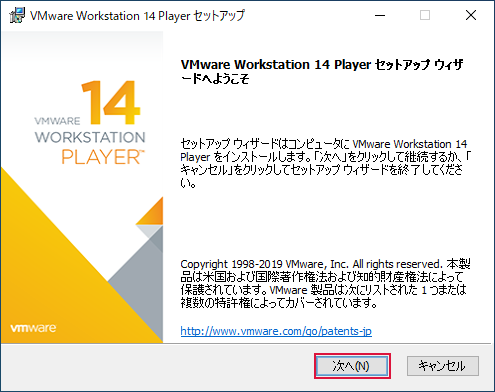 VMware Workstation 14 Player セットアップ
VMWARE 14
WORKSTATION
PLAYER™
vmware
VMware Workstation 14 Player セットアップ ウィザ
ードへようこそ
セットアップ ウィザードはコンピュータに VMware Workstation 14
Player をインストールします。「次へ」をクリックして継続するか、「
キャンセル」をクリックしてセットアップ ウィザードを終了してくださ
い。
Copyright 1998-2019 VMware, Inc. All rights reserved. 本製
品は米国および国際著作権法および知的財産権法によって
保護されています。VMware 製品は次にリストされた 1 つまたは
複数の特許権によってカバーされています。
http://www.vmware.com/go/patents-jp
次へ(N)
キャンセル